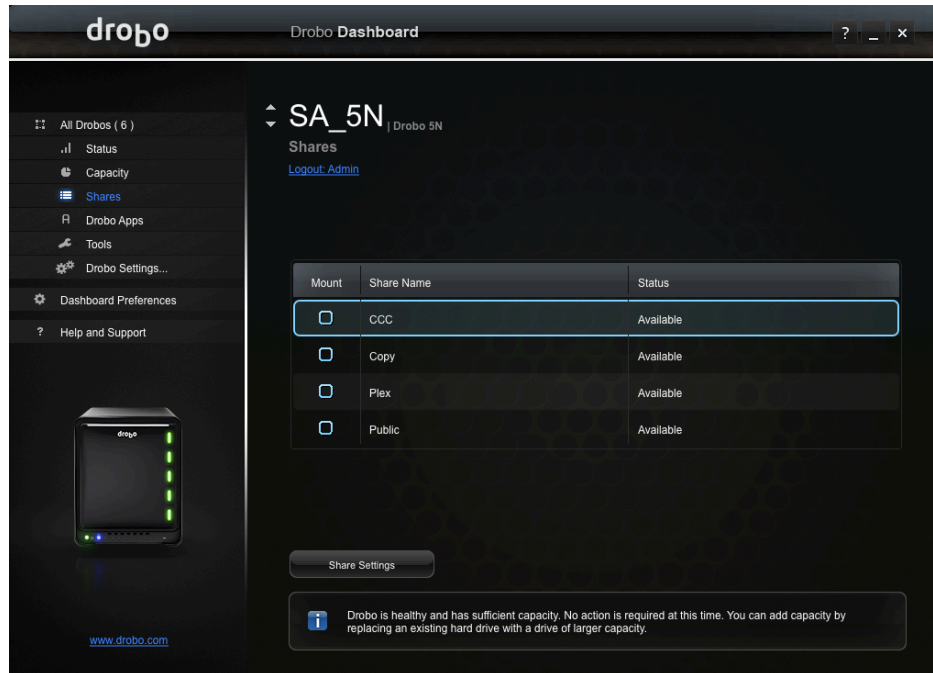 drobo
Drobo Dashboard
? _ x
All Drobos ( 6 )
Status
Capacity
Shares
Drobo Apps
Tools
Drobo Settings...
Dashboard Preferences
? Help and Support
drobo
www.drobo.com
SA_5N | Drobo 5N
Shares
Logout: Admin
Mount Share Name Status
CCC Available
Copy Available
Plex Available
Public Available
Share Settings
Drobo is healthy and has sufficient capacity. No action is required at this time. You can add capacity by
replacing an existing hard drive with a drive of larger capacity.